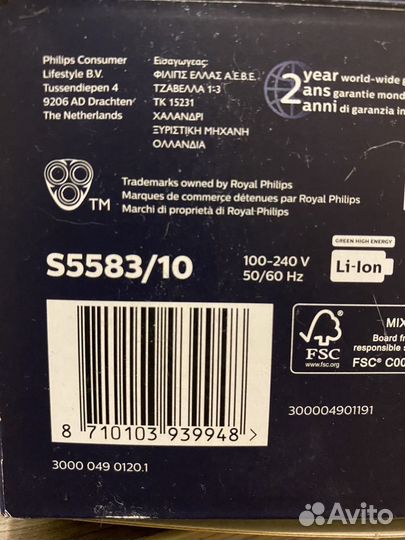 Philips Consumer
Lifestyle B.V.
Tussendiepen 4
9206 AD Drachten
The Netherlands
Εισαγωγέας:
ΦΙΛΙΠΣ ΕΛΛΑΣ Α.Ε.Β.Ε.
ΤΖΑΒΕΛΛΑ 1-3
ΤΚ 15231
ΧΑΛΑΝΔΡΙ
ΞΥΡΙΣΤΙΚΗ ΜΗΧΑΝΗ
ΟΛΛΑΝΔΙΑ
2
year world-wide
ans garantie
anni di garanzia
TM
Trademarks owned by Royal Philips
Marques de commerce détenues par Royal Philips
Marchi di proprietà di Royal Philips
S5583/10
100-240 V
50/60 Hz
GREEN HIGH ENERGY
Li-Ion
FSC
www.fsc.org
MIX
Board
responsible
FSC® C00
8 710103 939948 >
300004901191
3000 049 0120.1
Avito